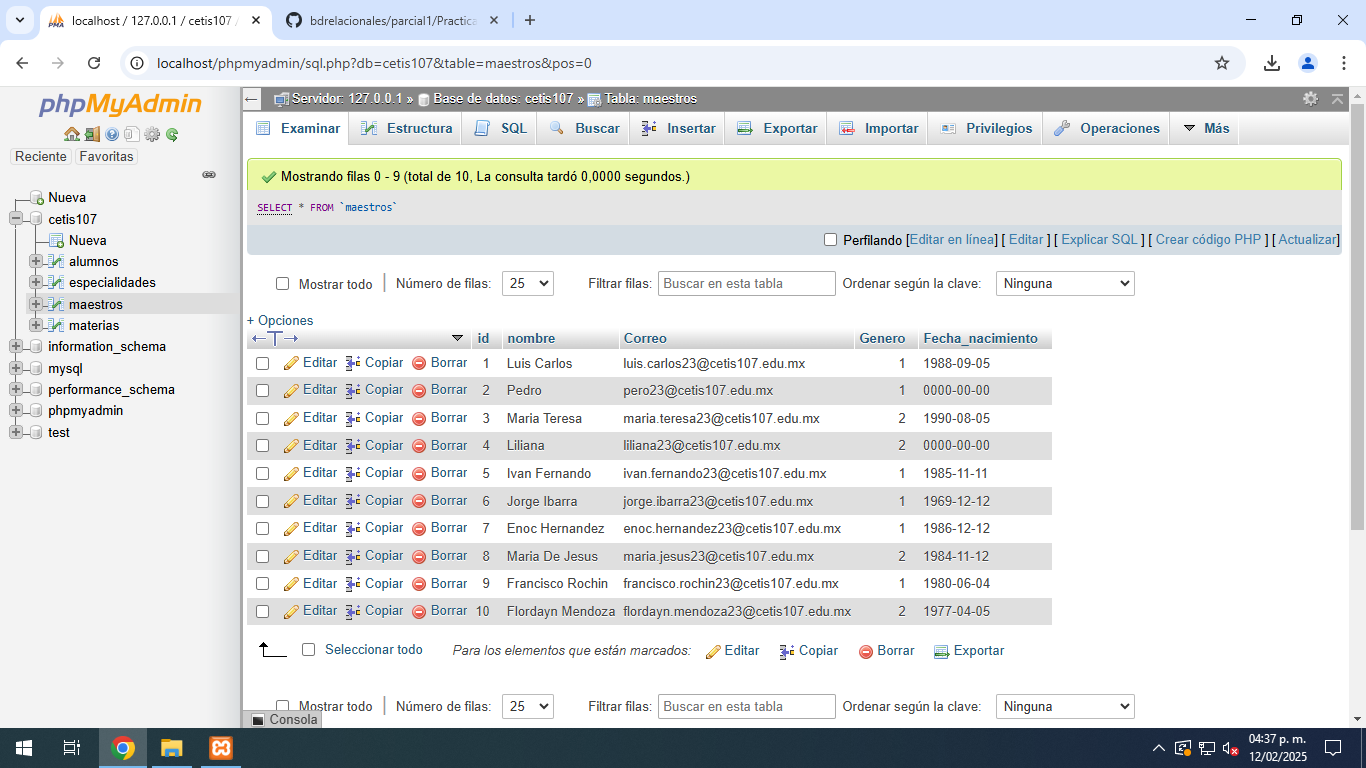 localhost / 127.0.0.1 / cetis107 /
bdrelacionales/parcial1/Practica
localhost/phpmyadmin/sql.php?db=cetis107&table=maestros&pos=0
phpMyAdmin
Reciente Favoritas
Nueva
cetis107
Nueva
alumnos
especialidades
maestros
materias
information_schema
mysql
performance_schema
phpmyadmin
test
Servidor: 127.0.0.1 » Base de datos: cetis107 » Tabla: maestros
Examinar Estructura SQL Buscar Insertar Exportar Importar Privilegios Operaciones Más
Mostrando filas 0 - 9 (total de 10, La consulta tardó 0,0000 segundos.)
SELECT * FROM `maestros`
Perfilando [Editar en línea] [ Editar ] [ Explicar SQL ] [ Crear código PHP ] [ Actualizar]
Mostrar todo | Número de filas: 25 Filtrar filas: Buscar en esta tabla Ordenar según la clave: Ninguna
+ Opciones
←T→ id nombre Correo Genero Fecha_nacimiento
Editar Copiar Borrar 1 Luis Carlos luis.carlos23@cetis107.edu.mx 1 1988-09-05
Editar Copiar Borrar 2 Pedro pero23@cetis107.edu.mx 1 0000-00-00
Editar Copiar Borrar 3 Maria Teresa maria.teresa23@cetis107.edu.mx 2 1990-08-05
Editar Copiar Borrar 4 Liliana liliana23@cetis107.edu.mx 2 0000-00-00
Editar Copiar Borrar 5 Ivan Fernando ivan.fernando23@cetis107.edu.mx 1 1985-11-11
Editar Copiar Borrar 6 Jorge Ibarra jorge.ibarra23@cetis107.edu.mx 1 1969-12-12
Editar Copiar Borrar 7 Enoc Hernandez enoc.hernandez23@cetis107.edu.mx 1 1986-12-12
Editar Copiar Borrar 8 Maria De Jesus maria.jesus23@cetis107.edu.mx 2 1984-11-12
Editar Copiar Borrar 9 Francisco Rochin francisco.rochin23@cetis107.edu.mx 1 1980-06-04
Editar Copiar Borrar 10 Flordayn Mendoza flordayn.mendoza23@cetis107.edu.mx 2 1977-04-05
Seleccionar todo Para los elementos que están marcados: Editar Copiar Borrar Exportar
Mostrar todo | Número de filas: 25 Filtrar filas: Buscar en esta tabla Ordenar según la clave: Ninguna
Consola
04:37 p. m.
12/02/2025